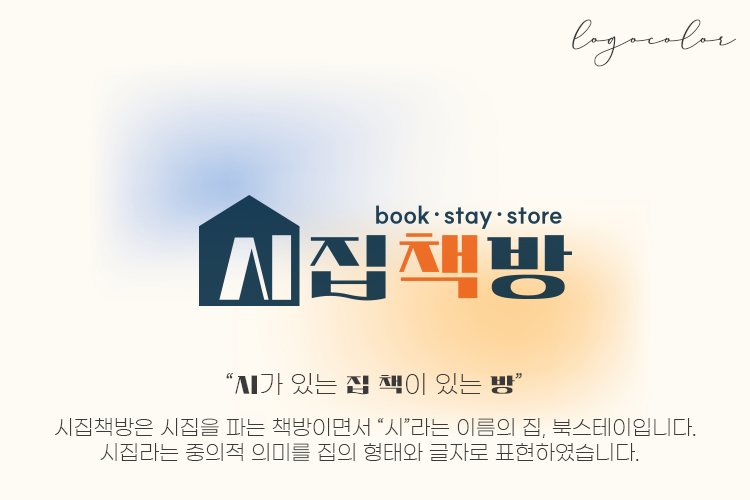 logocolor
book·stay·store
시집책방
“시가 있는 집 책이 있는 방”
시집책방은 시집을 파는 책방이면서 “시”라는 이름의 집, 북스테이입니다.
시집라는 중의적 의미를 집의 형태와 글자로 표현하였습니다.